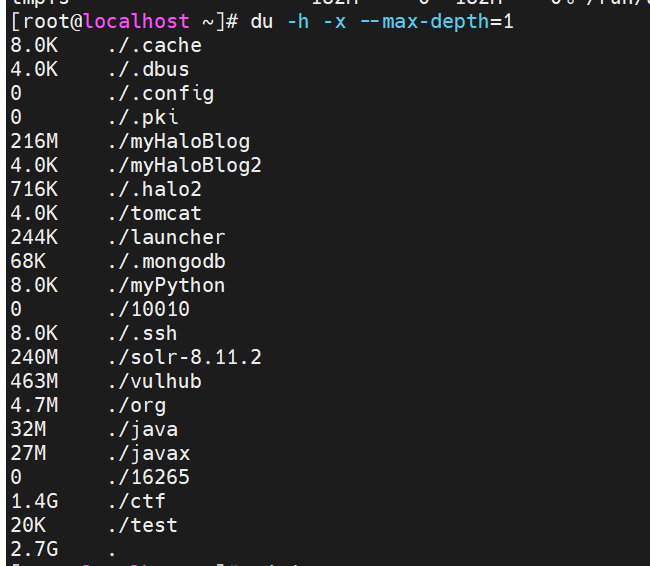 [root@localhost ~]# du -h -x --max-depth=1
8.0K ./.cache
4.0K ./.dbus
0 ./.config
0 ./.pki
216M ./myHaloBlog
4.0K ./myHaloBlog2
716K ./.halo2
4.0K ./tomcat
244K ./launcher
68K ./.mongodb
8.0K ./myPython
0 ./10010
8.0K ./.ssh
240M ./solr-8.11.2
463M ./vulhub
4.7M ./org
32M ./java
27M ./javax
0 ./16265
1.4G ./ctf
20K ./test
2.7G .